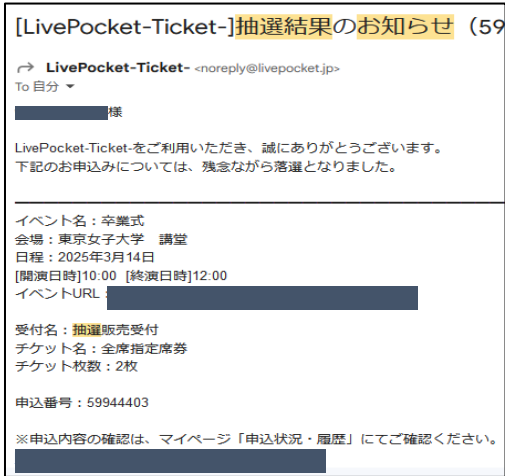 [LivePocket-Ticket-]抽選結果のお知らせ（59
LivePocket-Ticket- <noreply@livepocket.jp>
To 自分
様
LivePocket-Ticket-をご利用いただき、誠にありがとうございます。
下記のお申込みについては、残念ながら落選となりました。
イベント名：卒業式
会場：東京女子大学　講堂
日程：2025年3月14日
[開演日時]10:00 [終演日時]12:00
イベントURL：
受付名：抽選販売受付
チケット名：全席指定席券
チケット枚数：2枚
申込番号：59944403
※申込内容の確認は、マイページ「申込状況・履歴」にてご確認ください。